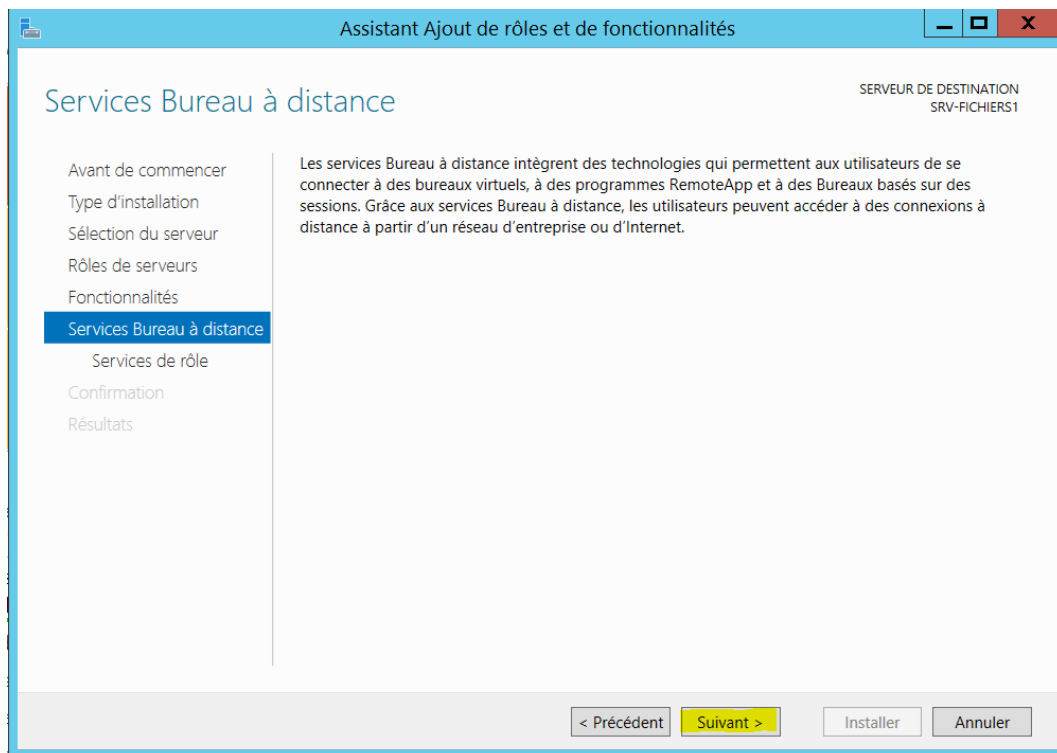 Assistant Ajout de rôles et de fonctionnalités
X
Services Bureau à distance
SERVEUR DE DESTINATION
SRV-FICHIERS1
Avant de commencer
Type d'installation
Sélection du serveur
Rôles de serveurs
Fonctionnalités
Services Bureau à distance
Services de rôle
Confirmation
Résultats
Les services Bureau à distance intègrent des technologies qui permettent aux utilisateurs de se
connecter à des bureaux virtuels, à des programmes RemoteApp et à des Bureaux basés sur des
sessions. Grâce aux services Bureau à distance, les utilisateurs peuvent accéder à des connexions à
distance à partir d'un réseau d'entreprise ou d'Internet.
< Précédent
Suivant >
Installer
Annuler